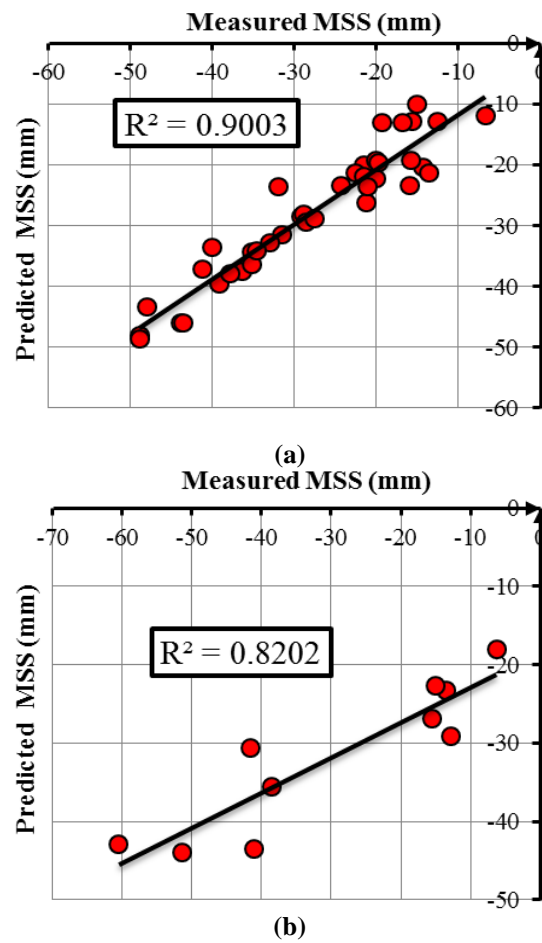 Measured MSS (mm)
-60 -50 -40 -30 -20 -10 0
R² = 0.9003
Predicted MSS (mm)
-10
-20
-30
-40
-50
-60
(a)
Measured MSS (mm)
-70 -60 -50 -40 -30 -20 -10 0
R² = 0.8202
Predicted MSS (mm)
-10
-20
-30
-40
-50
(b)